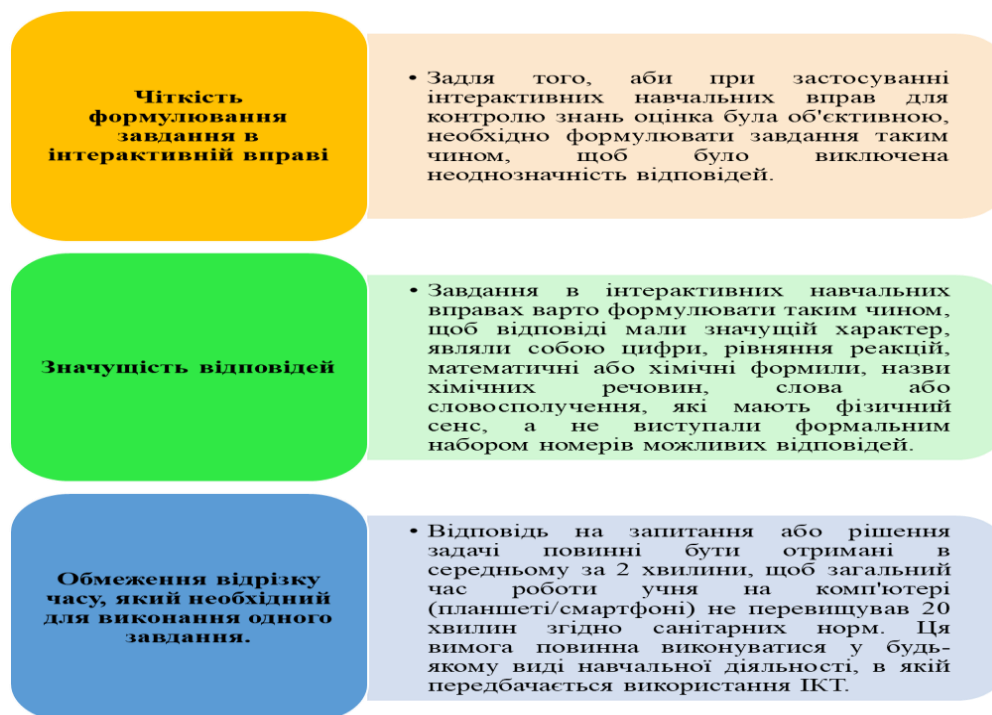 Чіткість
формулювання
завдання в
інтерактивній вправі
• Задля того, аби при застосуванні
інтерактивних навчальних вправ для
контролю знань оцінка була об'єктивною,
необхідно формулювати завдання таким
чином, щоб було виключена
неоднозначність відповідей.
Значущість відповідей
• Завдання в інтерактивних навчальних
вправах варто формулювати таким чином,
щоб відповіді мали значущій характер,
являли собою цифри, рівняння реакцій,
математичні або хімічні формили, назви
хімічних речовин, слова або
словосполучення, які мають фізичний
сенс, а не виступали формальним
набором номерів можливих відповідей.
Обмеження відрізку
часу, який необхідний
для виконання одного
завдання.
• Відповідь на запитання або рішення
задачі повинні бути отримані в
середньому за 2 хвилини, щоб загальний
час роботи учня на комп'ютері
(планшеті/смартфоні) не перевищував 20
хвилин згідно санітарних норм. Ця
вимога повинна виконуватися у будь-
якому виді навчальної діяльності, в якій
передбачається використання ІКТ.